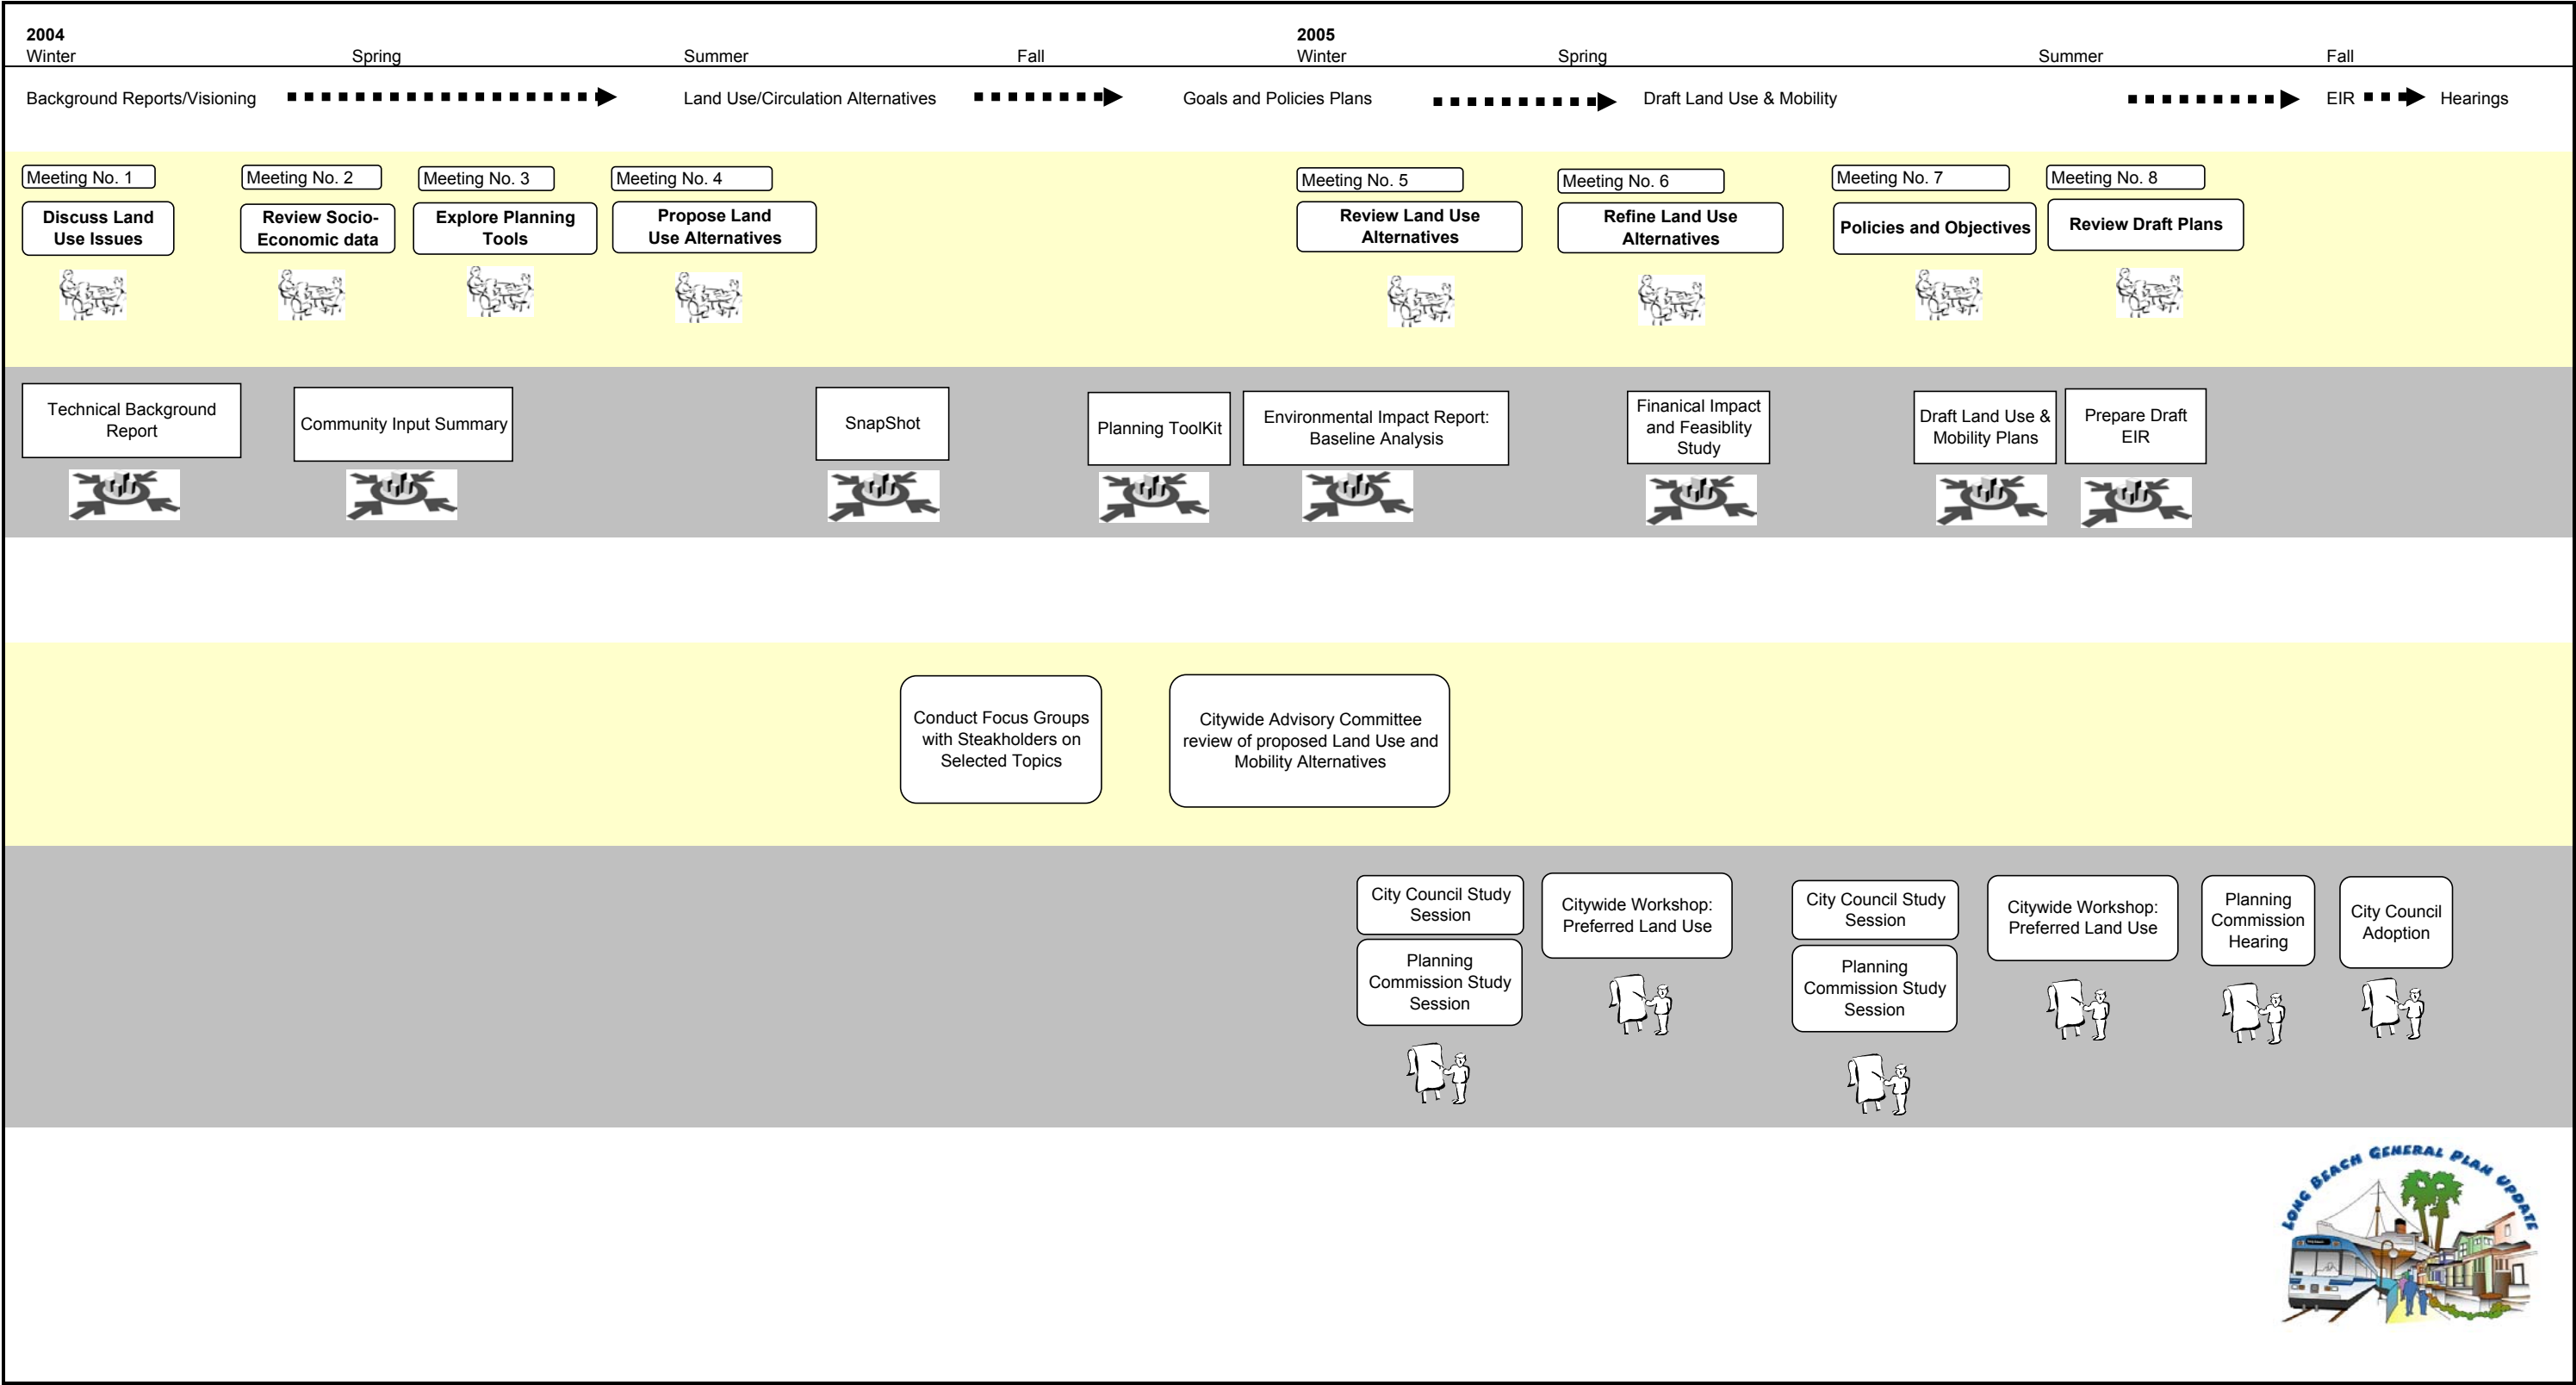 2004
2005
Winter
Spring
Summer
Fall
Winter
Spring
Summer
Fall
Background Reports/Visioning
Land Use/Circulation Alternatives
Goals and Policies Plans
Draft Land Use & Mobility
EIR
Hearings
Meeting No. 1
Meeting No. 2
Meeting No. 3
Meeting No. 4
Meeting No. 5
Meeting No. 6
Meeting No. 7
Meeting No. 8
Discuss Land
Use Issues
Review Socio-
Economic data
Explore Planning
Tools
Propose Land
Use Alternatives
Review Land Use
Alternatives
Refine Land Use
Alternatives
Policies and Objectives
Review Draft Plans
Technical Background
Report
Community Input Summary
SnapShot
Planning ToolKit
Environmental Impact Report:
Baseline Analysis
Finanical Impact
and Feasiblity
Study
Draft Land Use &
Mobility Plans
Prepare Draft
EIR
Conduct Focus Groups
with Steakholders on
Selected Topics
Citywide Advisory Committee
review of proposed Land Use and
Mobility Alternatives
City Council Study
Session
Planning
Commission Study
Session
Citywide Workshop:
Preferred Land Use
City Council Study
Session
Planning
Commission Study
Session
Citywide Workshop:
Preferred Land Use
Planning
Commission
Hearing
City Council
Adoption
LONG BEACH GENERAL PLAN UPDATE